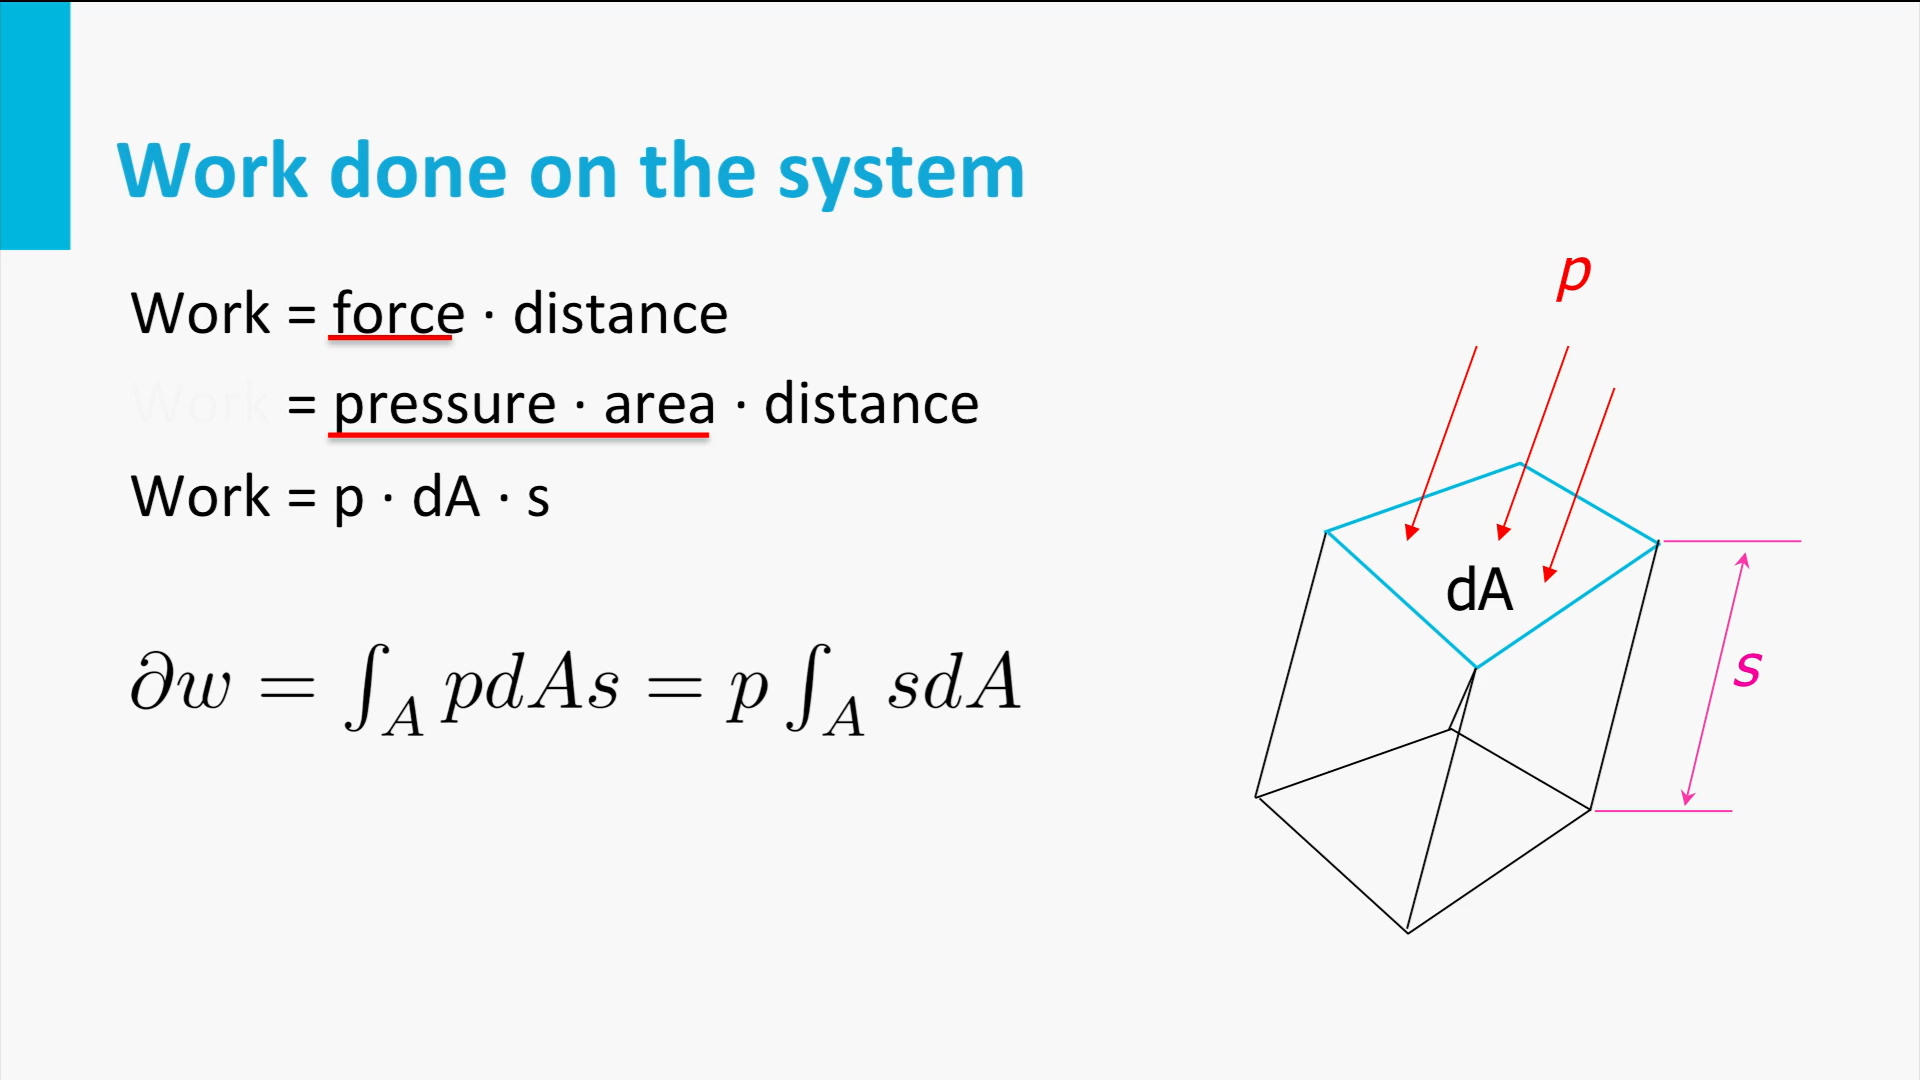 Work done on the system
Work = force · distance
Work = pressure · area · distance
Work = p · dA · s
∂w = ∫_A pdAs = p ∫_A sdA
p
dA
s